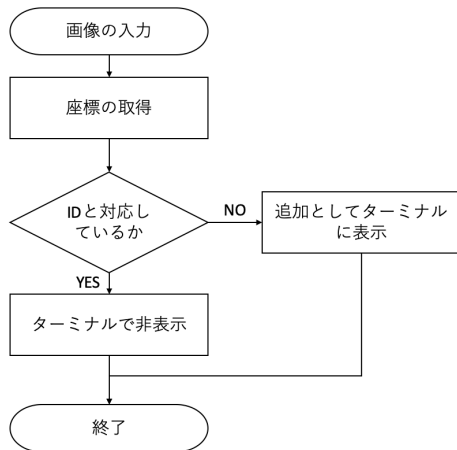 画像の入力
座標の取得
IDと対応し
ているか
NO
追加としてターミナル
に表示
YES
ターミナルで非表示
終了